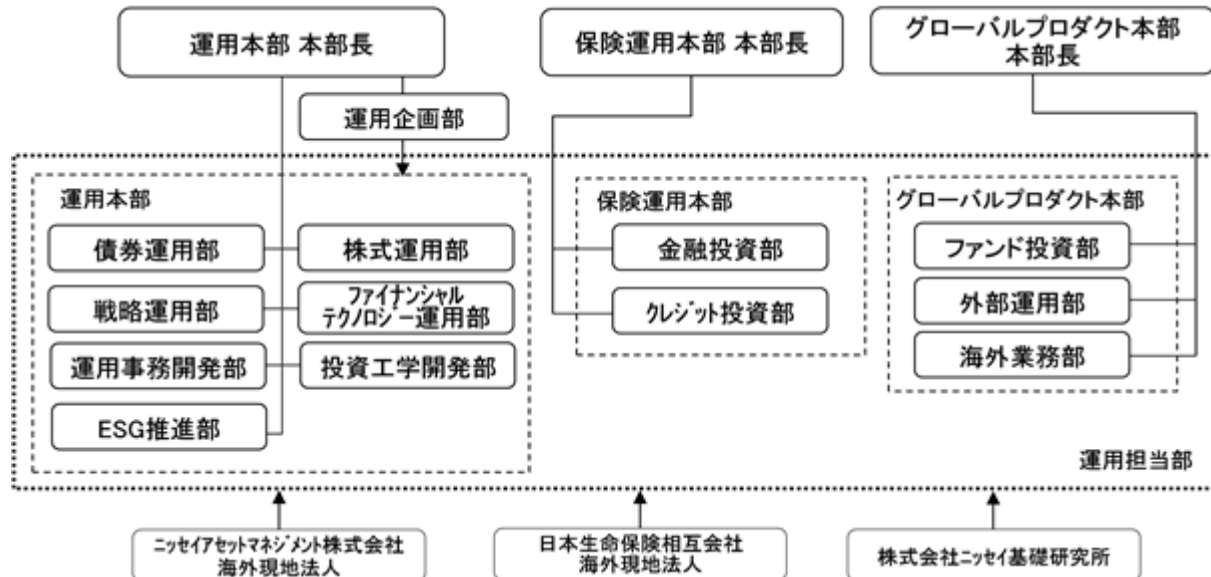 運用本部 本部長
保険運用本部 本部長
グローバルプロダクト本部
本部長
運用企画部
運用本部
債券運用部
株式運用部
戦略運用部
ファイナンシャル
テクノロジー運用部
運用事務開発部
投資工学開発部
ESG推進部
保険運用本部
金融投資部
クレジット投資部
グローバルプロダクト本部
ファンド投資部
外部運用部
海外業務部
運用担当部
ニッセイアセットマネジメント株式会社
海外現地法人
日本生命保険相互会社
海外現地法人
株式会社ニッセイ基礎研究所